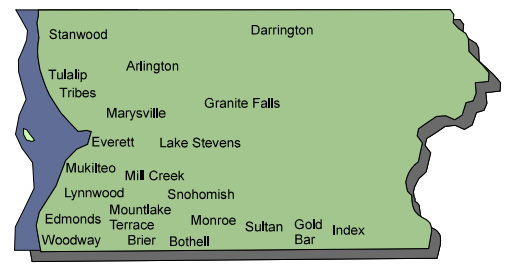 Darrington
Stanwood
Arlington
Tulalip
Tribes
Granite Falls
Marysville
Everett
Lake Stevens
Mukilteo
Mill Creek
Lynnwood
Snohomish
Mountlake
Terrace
Edmonds
Monroe
Sultan
Gold
Bar
Index
Woodway
Brier
Bothell